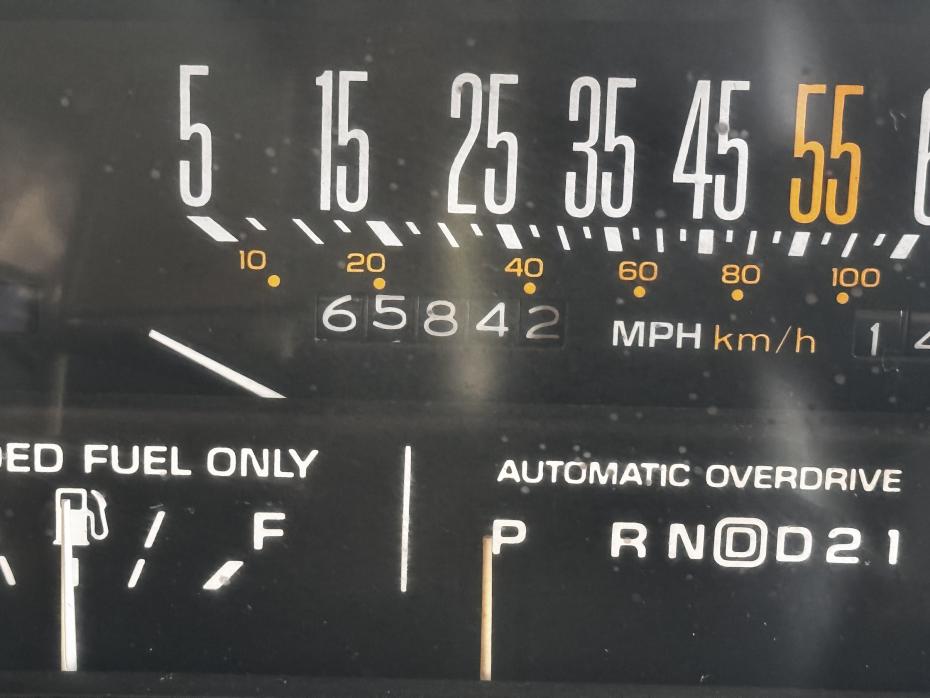 5 15 25 35 45 55
10 20 40 60 80 100
65842 MPH km/h 1
FUEL ONLY
AUTOMATIC OVERDRIVE
F
P R N D D 2 1